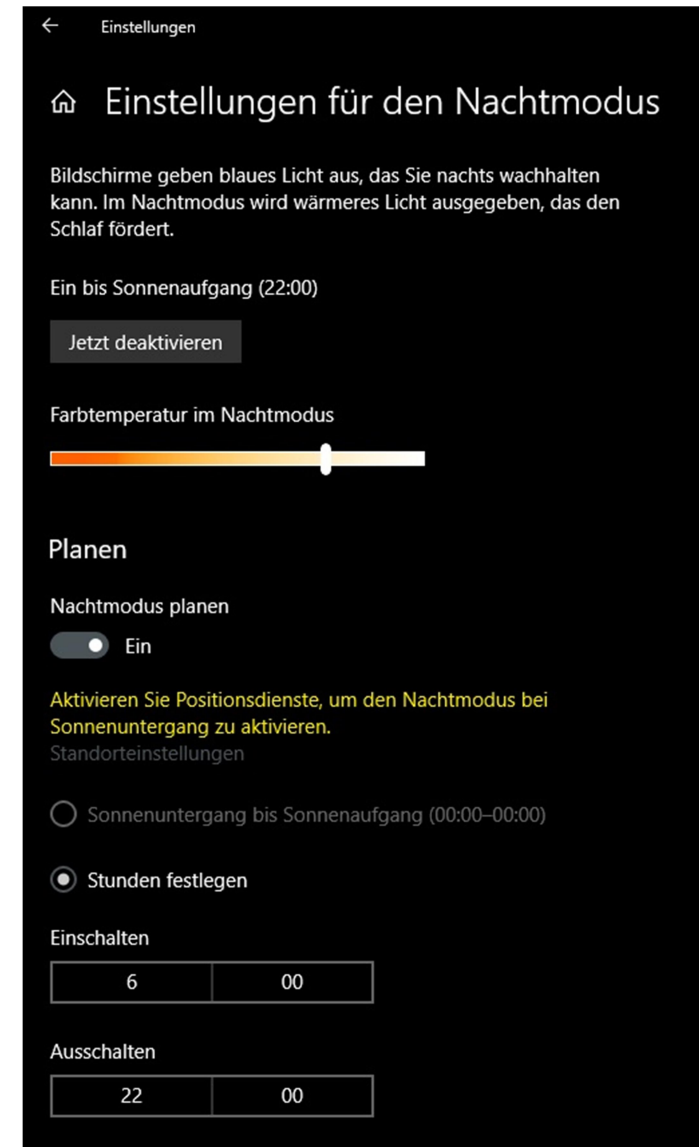 Einstellungen
Einstellungen für den Nachtmodus
Bildschirme geben blaues Licht aus, das Sie nachts wachhalten
kann. Im Nachtmodus wird wärmeres Licht ausgegeben, das den
Schlaf fördert.
Ein bis Sonnenaufgang (22:00)
Jetzt deaktivieren
Farbtemperatur im Nachtmodus
Planen
Nachtmodus planen
Ein
Aktivieren Sie Positionsdienste, um den Nachtmodus bei
Sonnenuntergang zu aktivieren.
Standorteinstellungen
Sonnenuntergang bis Sonnenaufgang (00:00–00:00)
Stunden festlegen
Einschalten
6 00
Ausschalten
22 00